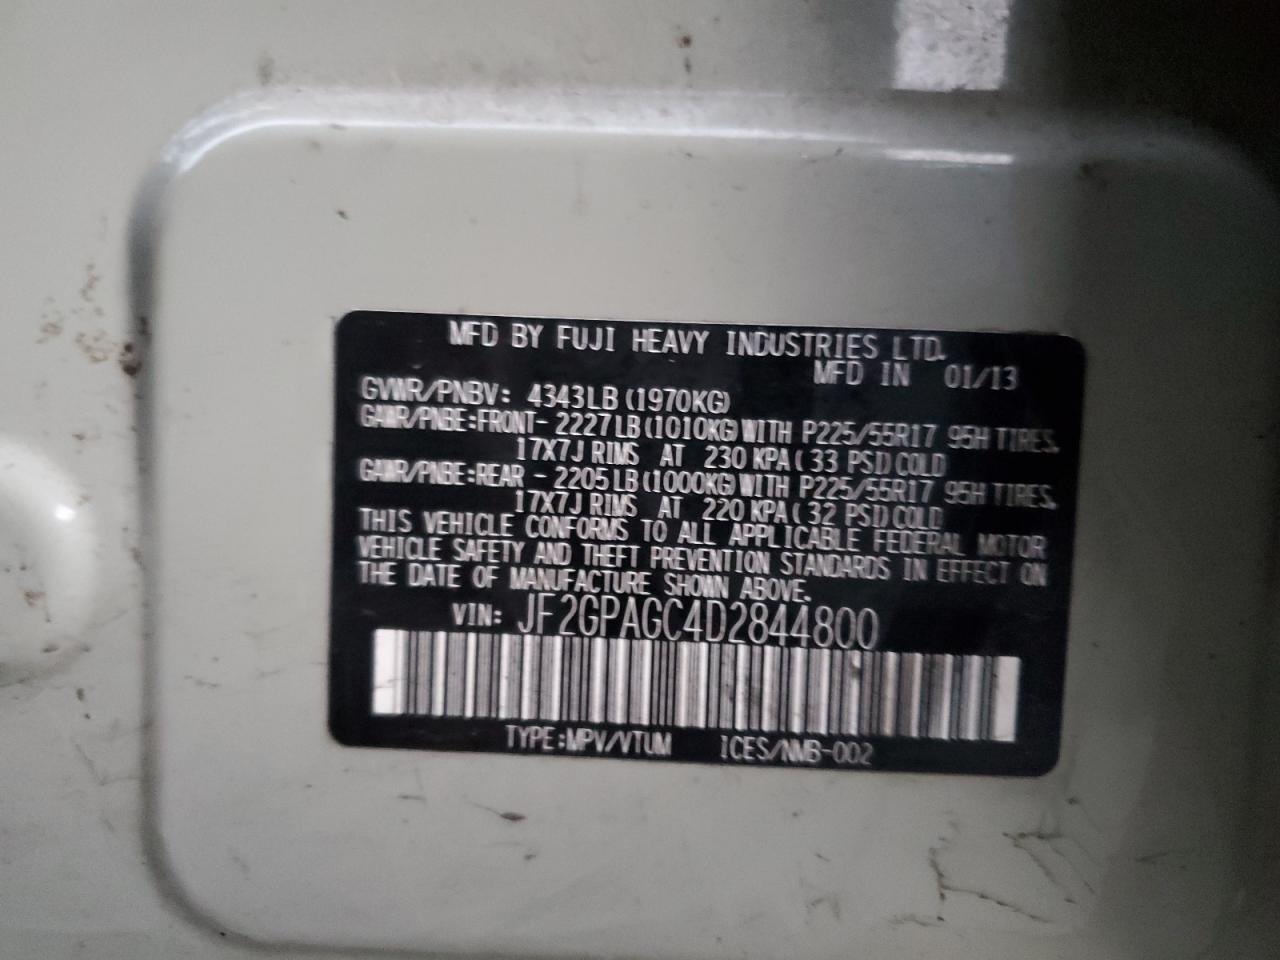 MFD BY FUJI HEAVY INDUSTRIES LTD.
MFD IN 01/13
GVWR/PNBV: 4343LB(1970KG)
GAWR/PNBE:FRONT- 2227LB(1010KG)WITH P225/55R17 95H TIRES.
17X7J RIMS AT 230 KPA( 33 PSI)COLD
GAWR/PNBE:REAR - 2205LB(1000KG)WITH P225/55R17 95H TIRES.
17X7J RIMS AT 220 KPA( 32 PSI)COLD
THIS VEHICLE CONFORMS TO ALL APPLICABLE FEDERAL MOTOR
VEHICLE SAFETY AND THEFT PREVENTION STANDARDS IN EFFECT ON
THE DATE OF MANUFACTURE SHOWN ABOVE.
VIN: JF2GPAGC4D2844800
TYPE:MPV/VTUM ICES/NMB-002